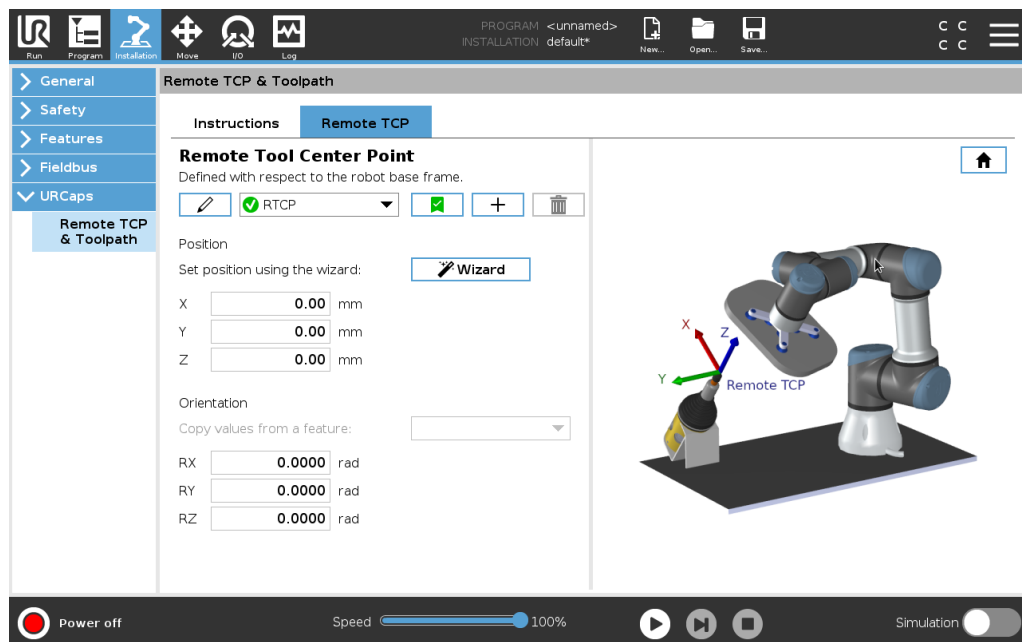 PROGRAM <unnamed>
INSTALLATION default*
UR
Run
Program
Installation
Move
I/O
Log
New...
Open...
Save...
C C
C C
General
Safety
Features
Fieldbus
URCaps
Remote TCP
& Toolpath
Remote TCP & Toolpath
Instructions
Remote TCP
Remote Tool Center Point
Defined with respect to the robot base frame.
RTCP
Position
Set position using the wizard:
Wizard
X 0.00 mm
Y 0.00 mm
Z 0.00 mm
Orientation
Copy values from a feature:
RX 0.0000 rad
RY 0.0000 rad
RZ 0.0000 rad
X
Z
Y
Remote TCP
Power off
Speed 100%
Simulation